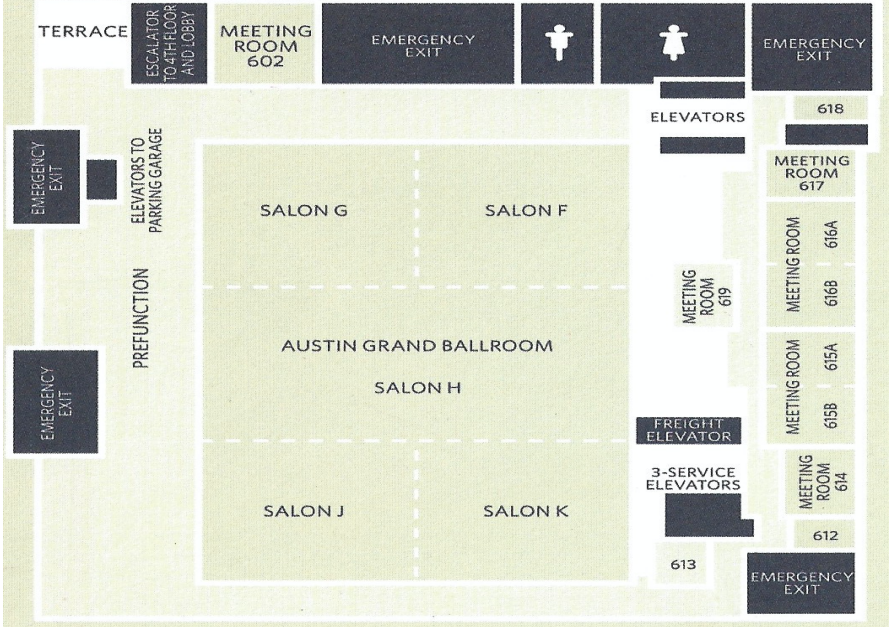 TERRACE
ESCALATOR
TO 4TH FLOOR
AND LOBBY
MEETING
ROOM
602
EMERGENCY
EXIT
EMERGENCY
EXIT
618
ELEVATORS
MEETING
ROOM
617
EMERGENCY
EXIT
ELEVATORS TO
PARKING GARAGE
SALON G
SALON F
MEETING ROOM
616A
616B
MEETING
ROOM
619
PREFUNCTION
AUSTIN GRAND BALLROOM
SALON H
MEETING ROOM
615A
615B
EMERGENCY
EXIT
FREIGHT
ELEVATOR
3-SERVICE
ELEVATORS
MEETING
ROOM
614
SALON J
SALON K
612
613
EMERGENCY
EXIT